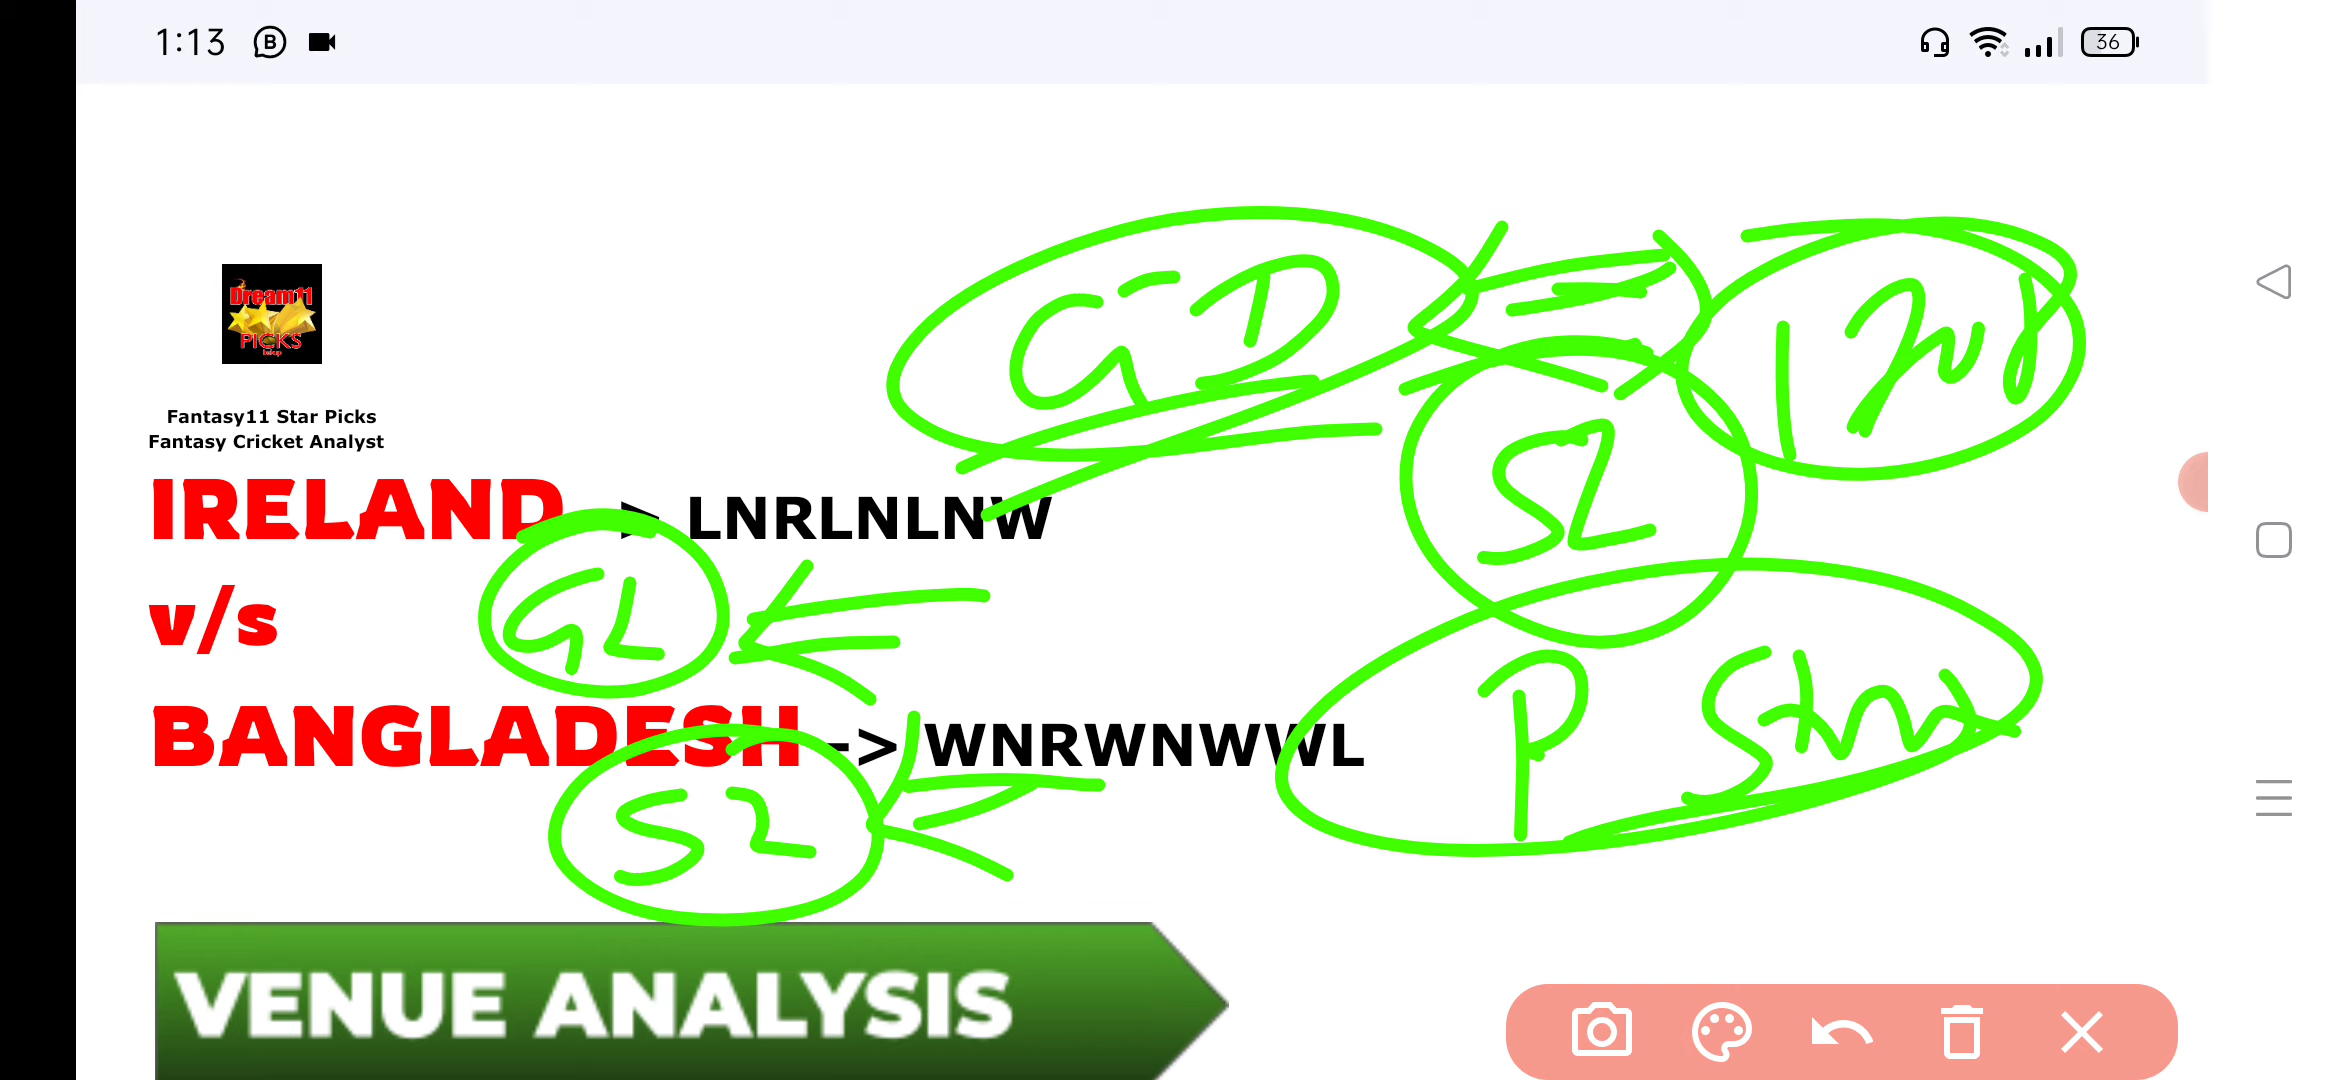 1:13
36
Dream11
PICKS
Fantasy11 Star Picks
Fantasy Cricket Analyst
GD
SL
IRELAND -> LNRLNLNW
v/s
GL
P
BANGLADESH -> WNRWNWWL
SL
VENUE ANALYSIS